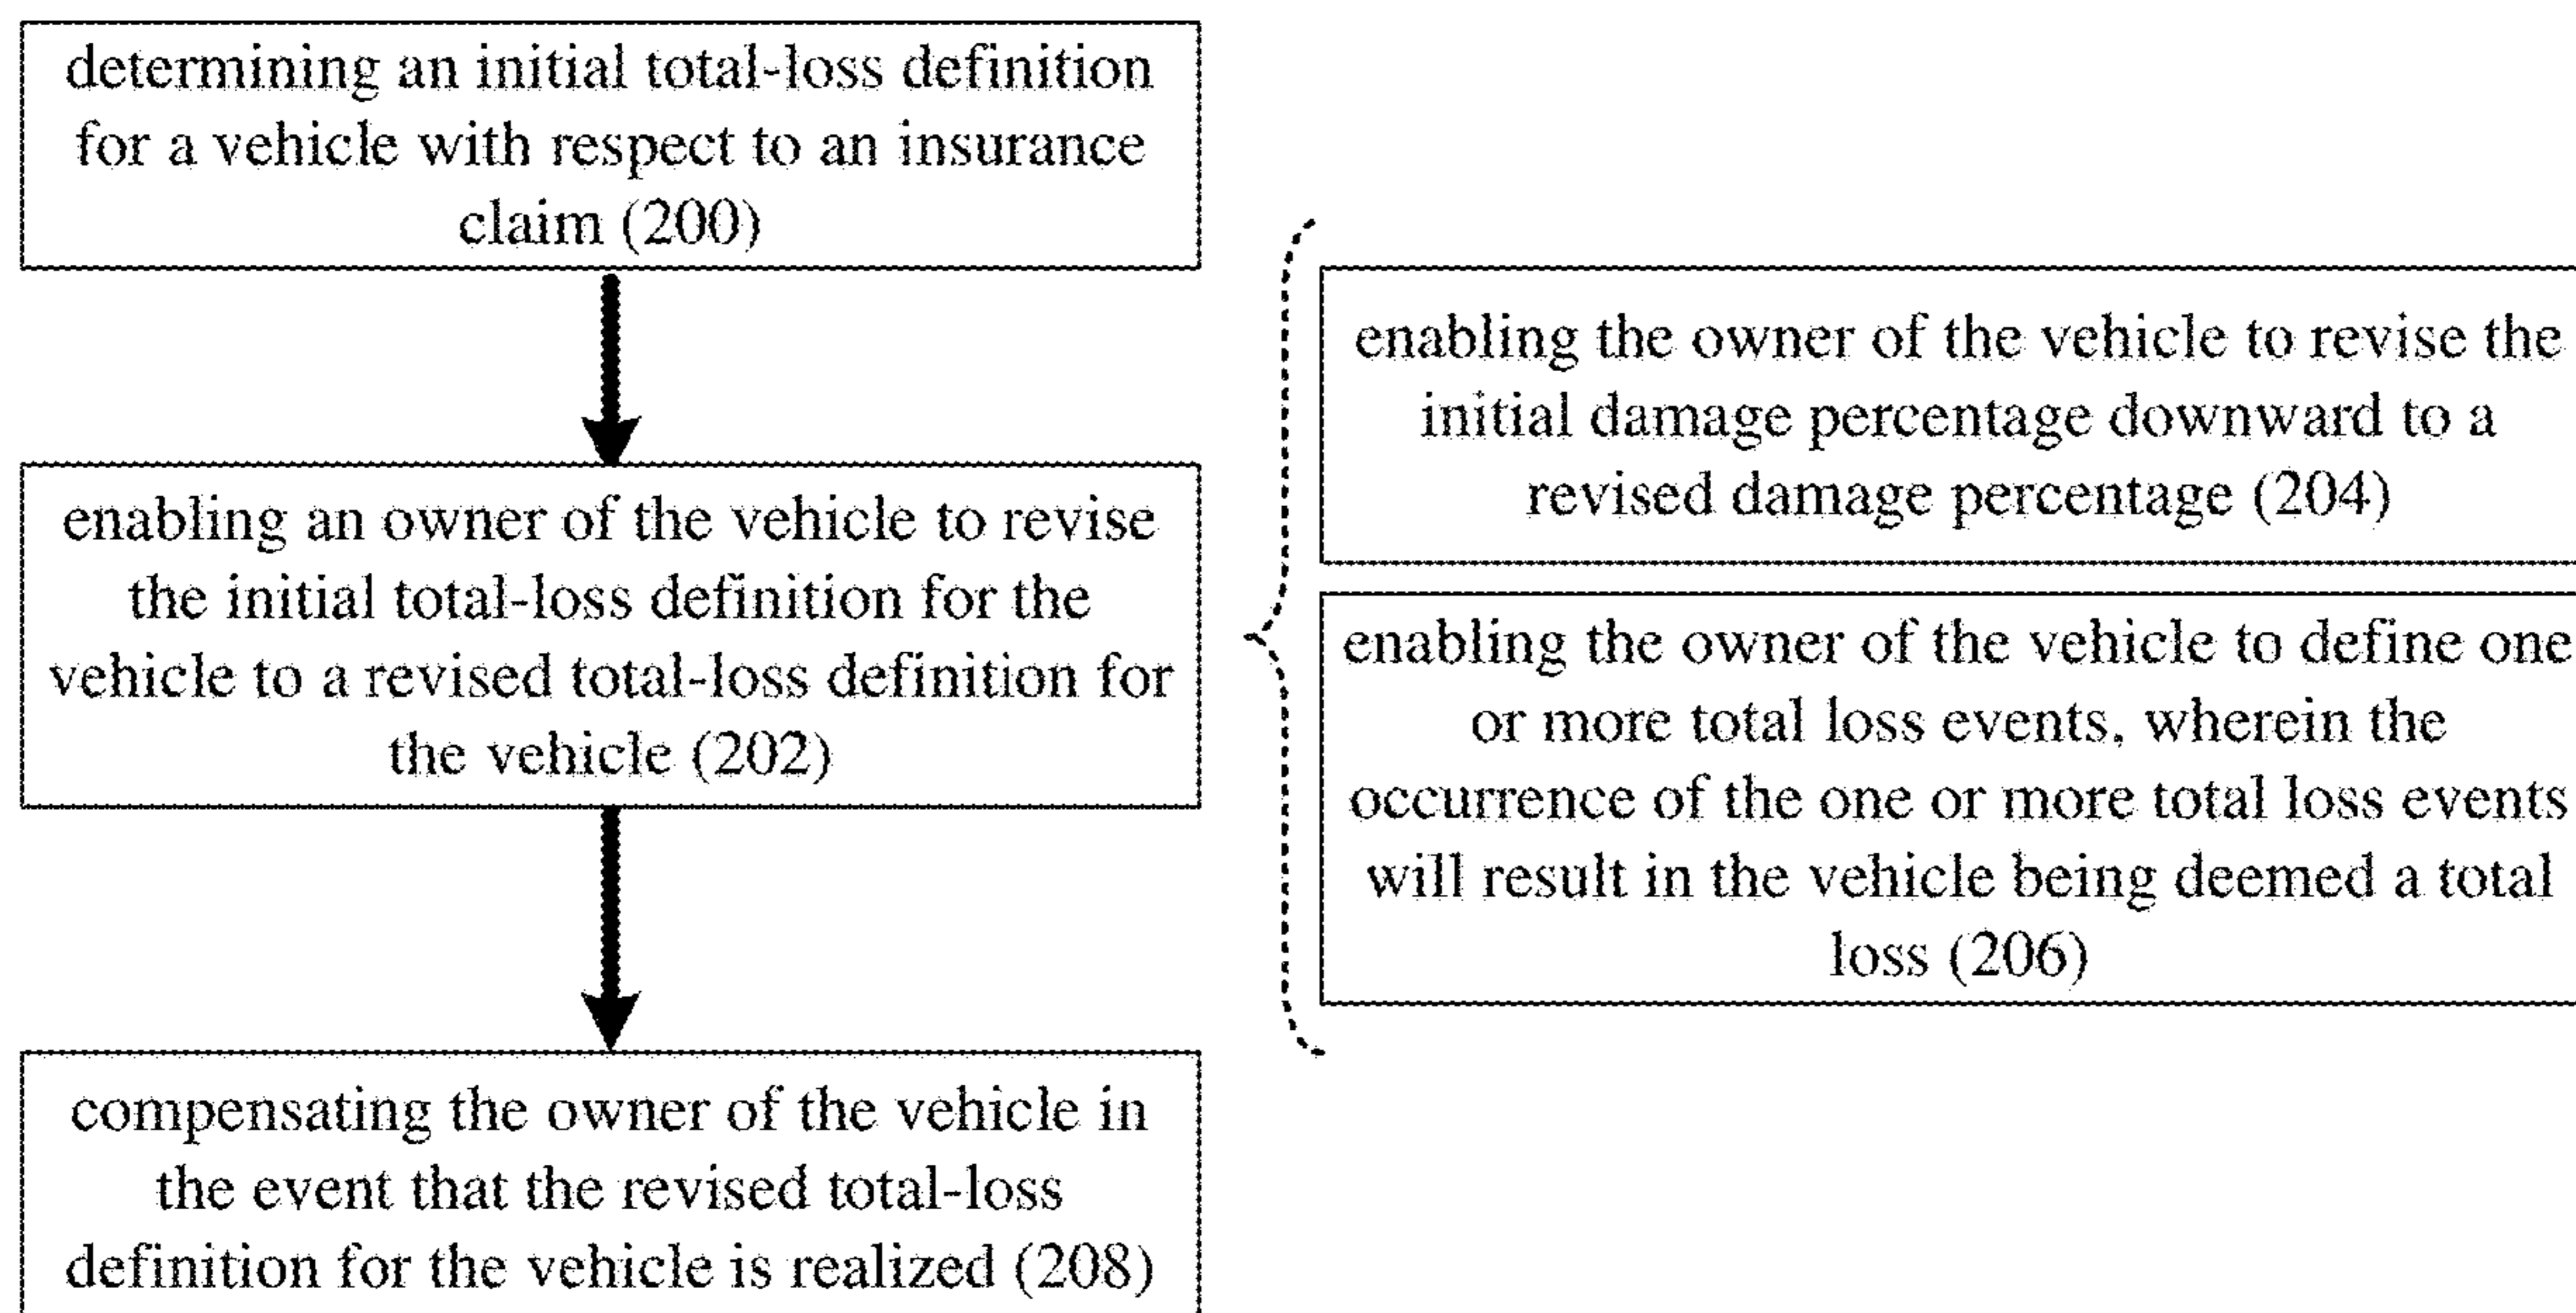 determining an initial total-loss definition
for a vehicle with respect to an insurance
claim (200)
enabling an owner of the vehicle to revise
the initial total-loss definition for the
vehicle to a revised total-loss definition for
the vehicle (202)
enabling the owner of the vehicle to revise the
initial damage percentage downward to a
revised damage percentage (204)
enabling the owner of the vehicle to define one
or more total loss events, wherein the
occurrence of the one or more total loss events
will result in the vehicle being deemed a total
loss (206)
compensating the owner of the vehicle in
the event that the revised total-loss
definition for the vehicle is realized (208)